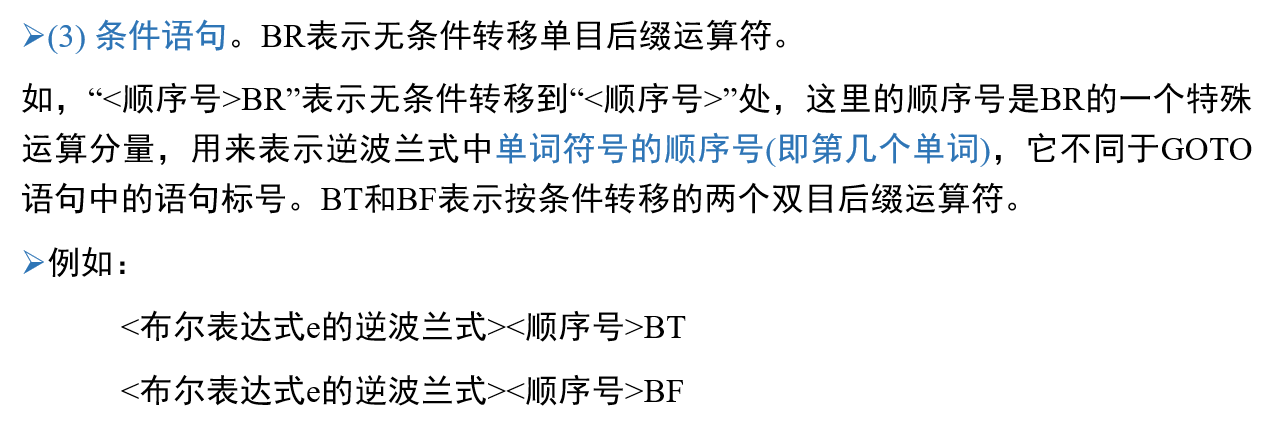 ➢(3) 条件语句。BR表示无条件转移单目后缀运算符。
如，“<顺序号>BR”表示无条件转移到“<顺序号>”处，这里的顺序号是BR的一个特殊
运算分量，用来表示逆波兰式中单词符号的顺序号(即第几个单词)，它不同于GOTO
语句中的语句标号。BT和BF表示按条件转移的两个双目后缀运算符。
➢例如：
<布尔表达式e的逆波兰式><顺序号>BT
<布尔表达式e的逆波兰式><顺序号>BF